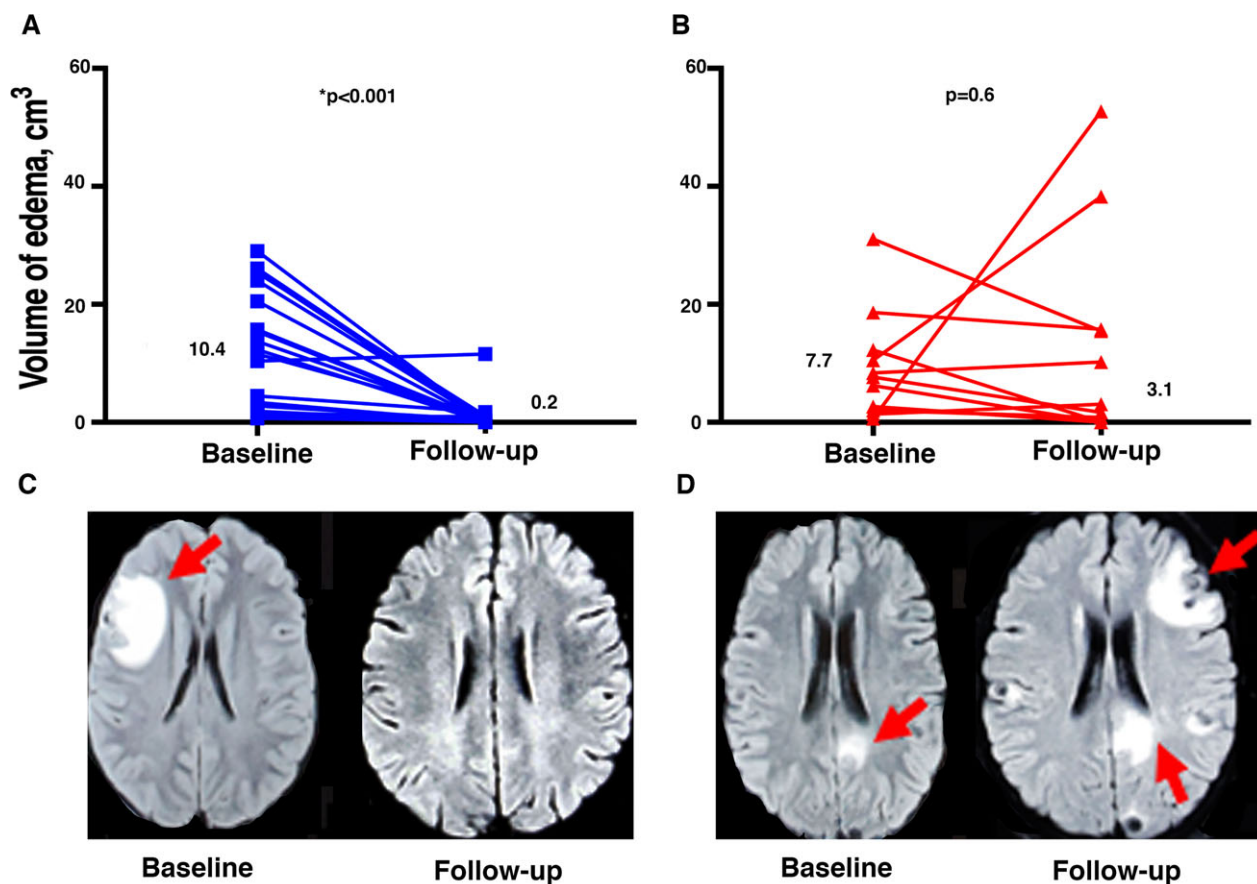 A
B
Volume of edema, cm³
60
40
20
0
*p<0.001
10.4
0.2
Baseline
Follow-up
60
40
20
0
p=0.6
7.7
3.1
Baseline
Follow-up
C
D
Baseline
Follow-up
Baseline
Follow-up